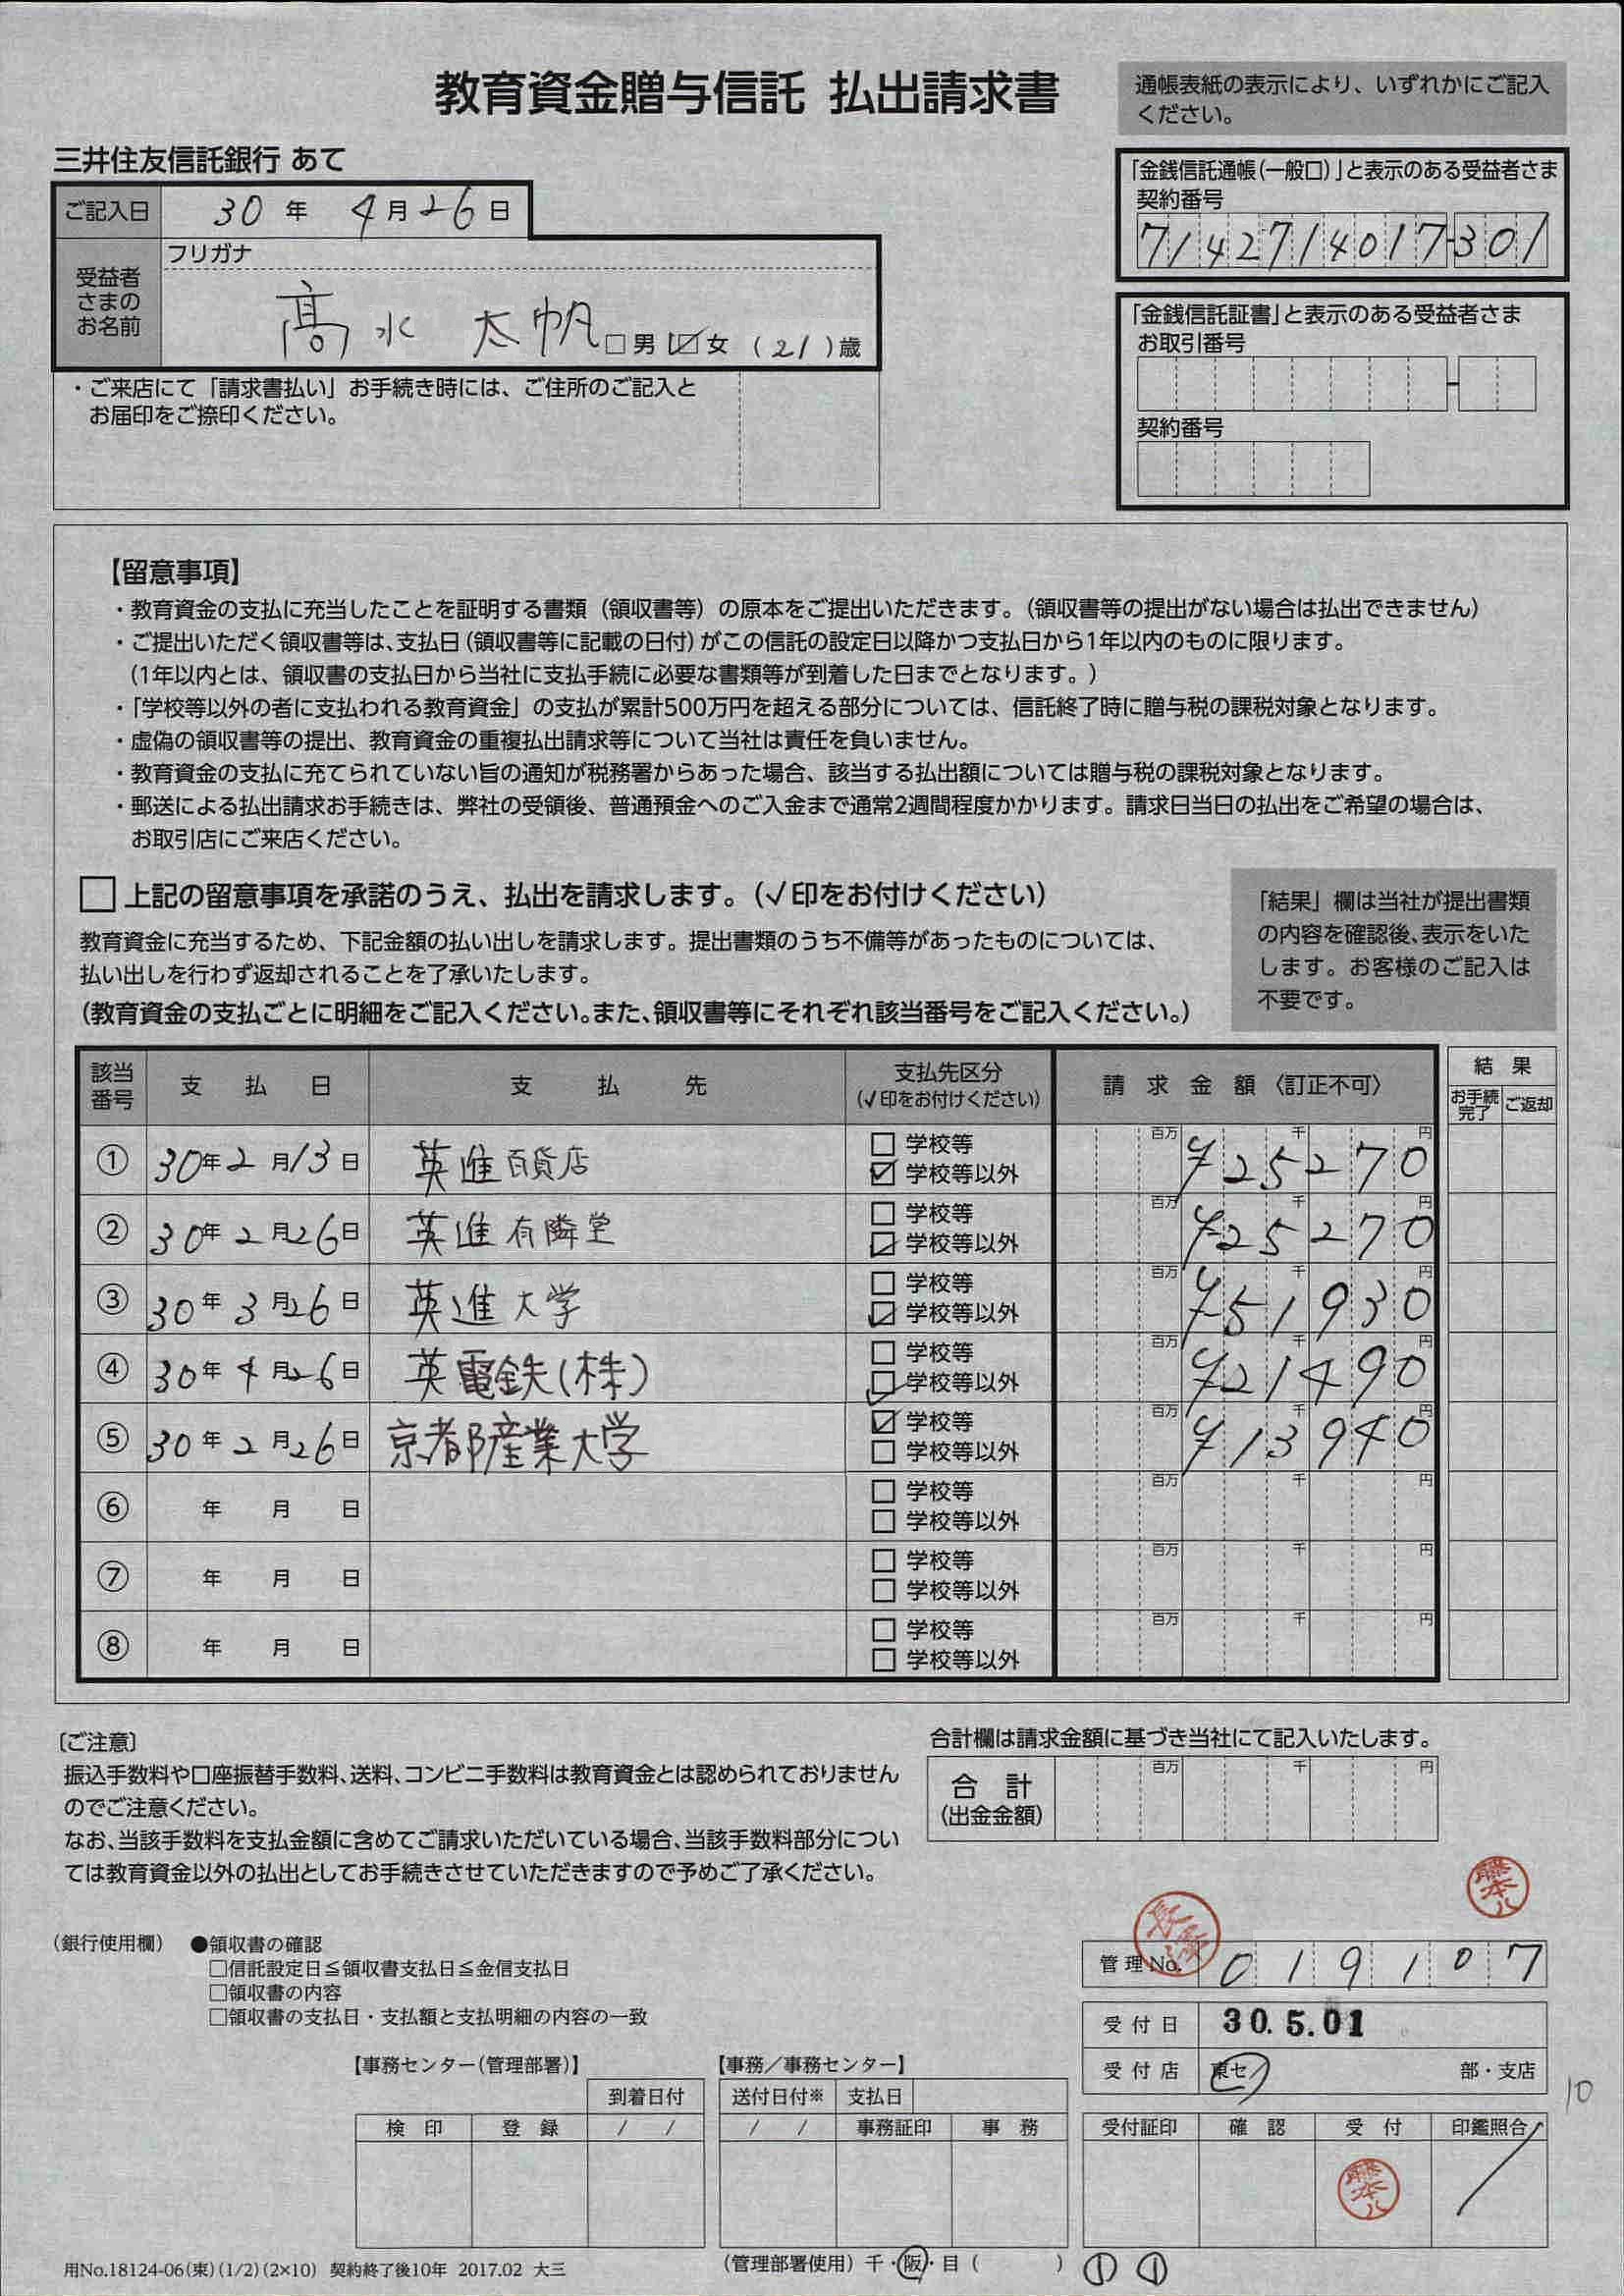 教育資金贈与信託 払出請求書
通帳表紙の表示により、いずれかにご記入
ください。
三井住友信託銀行 あて
ご記入日 30 年 4 月 26 日
フリガナ
受益者
さまの
お名前
髙水 太帆 □男 ☑女 (21)歳
・ご来店にて「請求書払い」お手続き時には、ご住所のご記入と
お届印をご捺印ください。
「金銭信託通帳(一般口)」と表示のある受益者さま
契約番号
7142714017-301
「金銭信託証書」と表示のある受益者さま
お取引番号
-
契約番号
【留意事項】
・教育資金の支払に充当したことを証明する書類(領収書等)の原本をご提出いただきます。(領収書等の提出がない場合は払出できません)
・ご提出いただく領収書等は、支払日(領収書等に記載の日付)がこの信託の設定日以降かつ支払日から1年以内のものに限ります。
(1年以内とは、領収書の支払日から当社に支払手続に必要な書類等が到着した日までとなります。)
・「学校等以外の者に支払われる教育資金」の支払が累計500万円を超える部分については、信託終了時に贈与税の課税対象となります。
・虚偽の領収書等の提出、教育資金の重複払出請求等について当社は責任を負いません。
・教育資金の支払に充てられていない旨の通知が税務署からあった場合、該当する払出額については贈与税の課税対象となります。
・郵送による払出請求お手続きは、弊社の受領後、普通預金へのご入金まで通常2週間程度かかります。請求日当日の払出をご希望の場合は、
お取引店にご来店ください。
□ 上記の留意事項を承諾のうえ、払出を請求します。(√印をお付けください)
教育資金に充当するため、下記金額の払い出しを請求します。提出書類のうち不備等があったものについては、
払い出しを行わず返却されることを了承いたします。
(教育資金の支払ごとに明細をご記入ください。また、領収書等にそれぞれ該当番号をご記入ください。)
「結果」欄は当社が提出書類
の内容を確認後、表示をいた
します。お客様のご記入は
不要です。
該当番号 支払日 支払先 支払先区分(√印をお付けください) 請求金額〈訂正不可〉 結果 お手続完了 ご返却
① 30年2月13日 英進百貨店 □学校等 ☑学校等以外 百万 千 円 ¥25270
② 30年2月26日 英進有隣堂 □学校等 ☑学校等以外 百万 千 円 ¥25270
③ 30年3月26日 英進大学 □学校等 ☑学校等以外 百万 千 円 ¥51930
④ 30年4月26日 英電鉄(株) □学校等 ☑学校等以外 百万 千 円 ¥21490
⑤ 30年2月26日 京都産業大学 ☑学校等 □学校等以外 百万 千 円 ¥13940
⑥ 年 月 日 □学校等 □学校等以外 百万 千 円
⑦ 年 月 日 □学校等 □学校等以外 百万 千 円
⑧ 年 月 日 □学校等 □学校等以外 百万 千 円
〔ご注意〕
振込手数料や口座振替手数料、送料、コンビニ手数料は教育資金とは認められておりません
のでご注意ください。
なお、当該手数料を支払金額に含めてご請求いただいている場合、当該手数料部分につい
ては教育資金以外の払出としてお手続きさせていただきますので予めご了承ください。
合計欄は請求金額に基づき当社にて記入いたします。
合計 百万 千 円
(出金金額)
(銀行使用欄) ●領収書の確認
□信託設定日≦領収書支払日≦金信支払日
□領収書の内容
□領収書の支払日・支払額と支払明細の内容の一致
藤本八
管理No. 019107
受付日 30.5.01
受付店 東セ 部・支店
10
【事務センター(管理部署)】
到着日付
検印 登録 / /
【事務/事務センター】
送付日付※ 支払日
/ / 事務証印 事務
受付証印 確認 受付 印鑑照合
藤本八
用No.18124-06(東)(1/2)(2×10) 契約終了後10年 2017.02 大三
(管理部署使用) 千・阪・目( ) ① ①